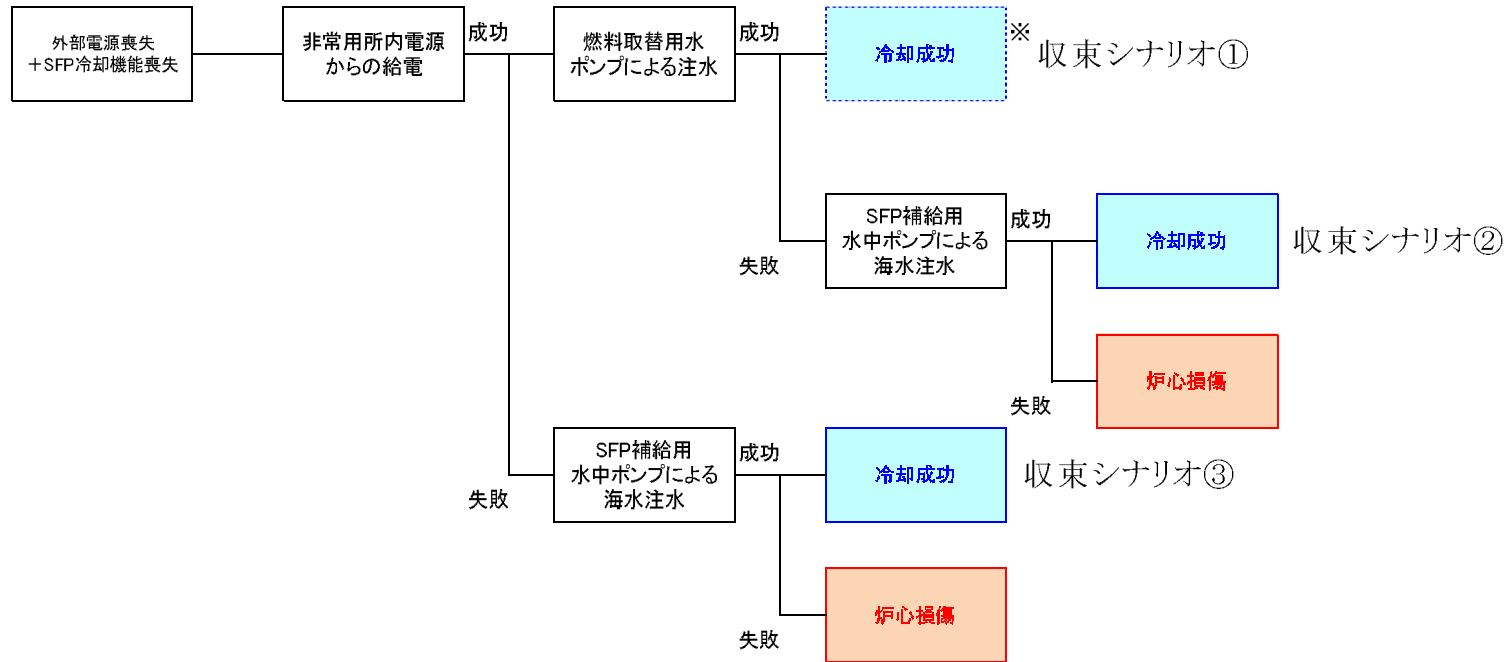 外部電源喪失
+SFP冷却機能喪失
非常用所内電源
からの給電
成功
燃料取替用水
ポンプによる注水
成功
冷却成功
※
収束シナリオ①
失敗
SFP補給用
水中ポンプによる
海水注水
成功
冷却成功
収束シナリオ②
失敗
炉心損傷
失敗
SFP補給用
水中ポンプによる
海水注水
成功
冷却成功
収束シナリオ③
失敗
炉心損傷